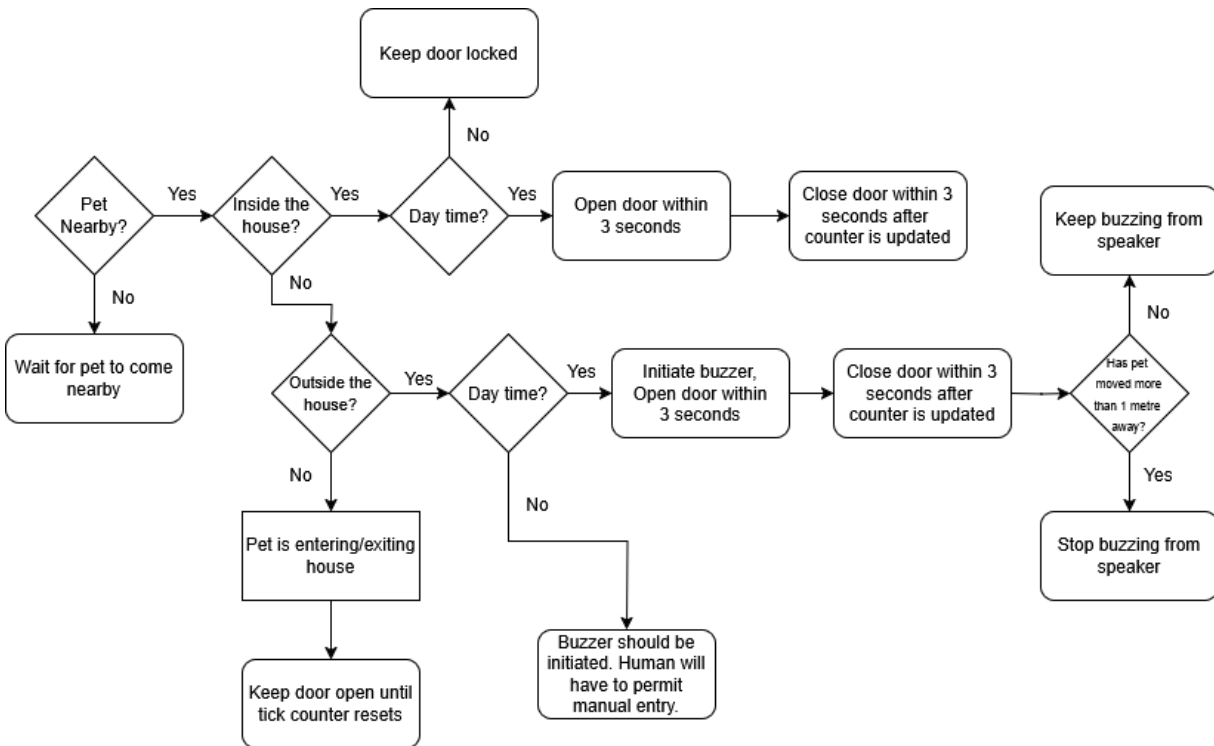 Keep door locked
No
Pet
Nearby?
Yes
Inside the
house?
Yes
Day time?
Yes
Open door within
3 seconds
Close door within 3
seconds after
counter is updated
Keep buzzing from
speaker
No
No
No
Wait for pet to come
nearby
Outside the
house?
Yes
Day time?
Yes
Initiate buzzer,
Open door within
3 seconds
Close door within 3
seconds after
counter is updated
Has pet
moved more
than 1 metre
away?
No
No
Yes
Pet is entering/exiting
house
Stop buzzing from
speaker
Keep door open until
tick counter resets
Buzzer should be
initiated. Human will
have to permit
manual entry.